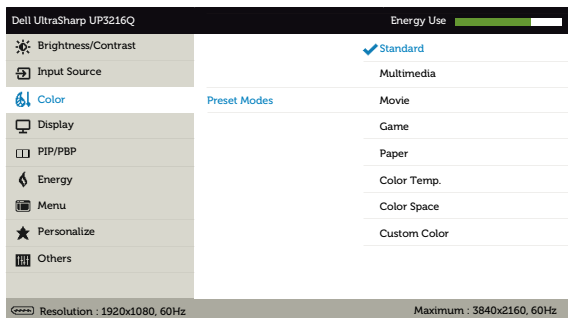 Dell UltraSharp UP3216Q Energy Use
Brightness/Contrast
Input Source
Color
Display
PIP/PBP
Energy
Menu
Personalize
Others
Preset Modes
Standard
Multimedia
Movie
Game
Paper
Color Temp.
Color Space
Custom Color
Resolution : 1920x1080, 60Hz Maximum : 3840x2160, 60Hz